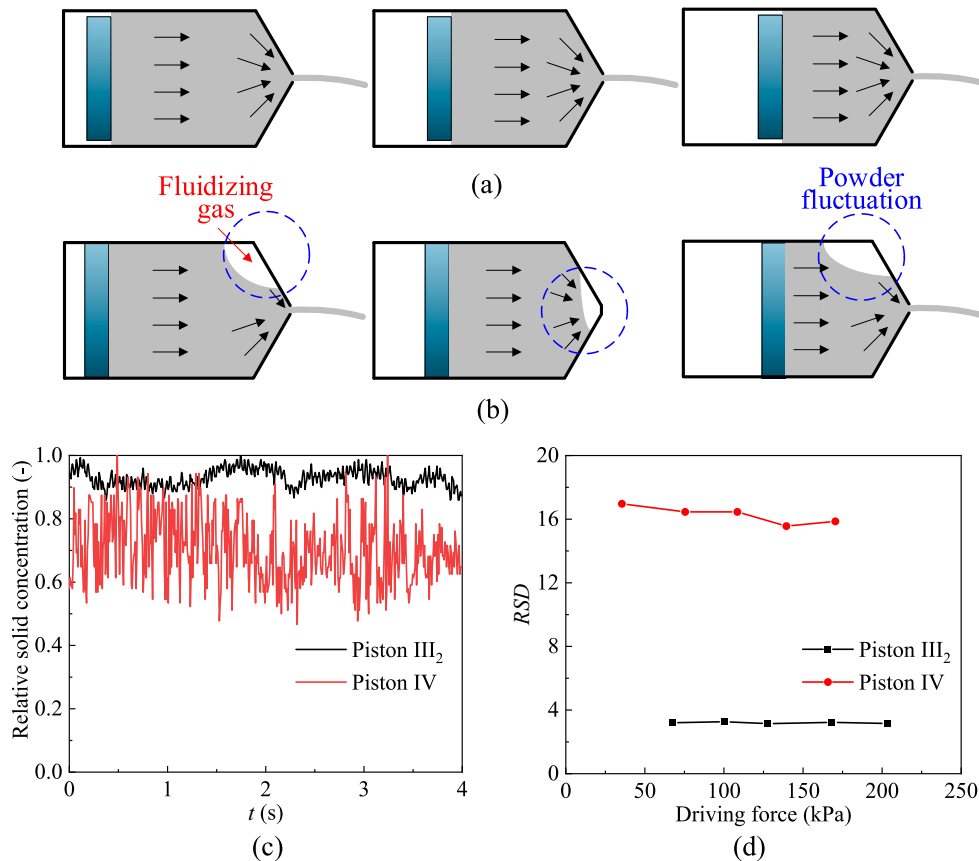 (a)
Fluidizing
gas
Powder
fluctuation
(b)
Relative solid concentration (-)
1.0
0.8
0.6
0.4
0.2
0.0
Piston III₂
Piston IV
0
1
2
3
4
t (s)
(c)
RSD
20
16
12
8
4
0
Piston III₂
Piston IV
0
50
100
150
200
250
Driving force (kPa)
(d)